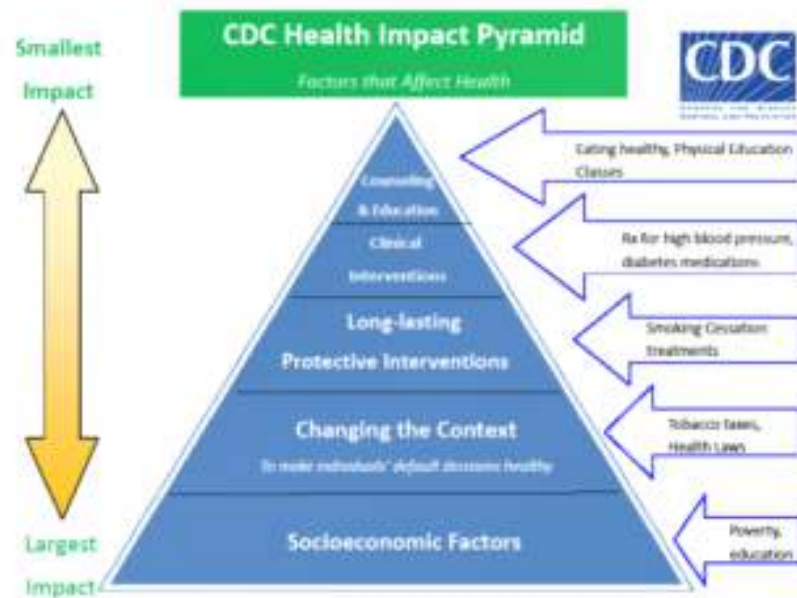 CDC Health Impact Pyramid
Factors that Affect Health
CDC
Smallest
Impact
Counseling
& Education
Clinical
Interventions
Long-lasting
Protective Interventions
Changing the Context
To make individuals' default decisions healthy
Socioeconomic Factors
Largest
Impact
Eating healthy, Physical Education
Classes
Rx for high blood pressure,
diabetes medications
Smoking Cessation
treatments
Tobacco taxes,
Health Laws
Poverty,
education